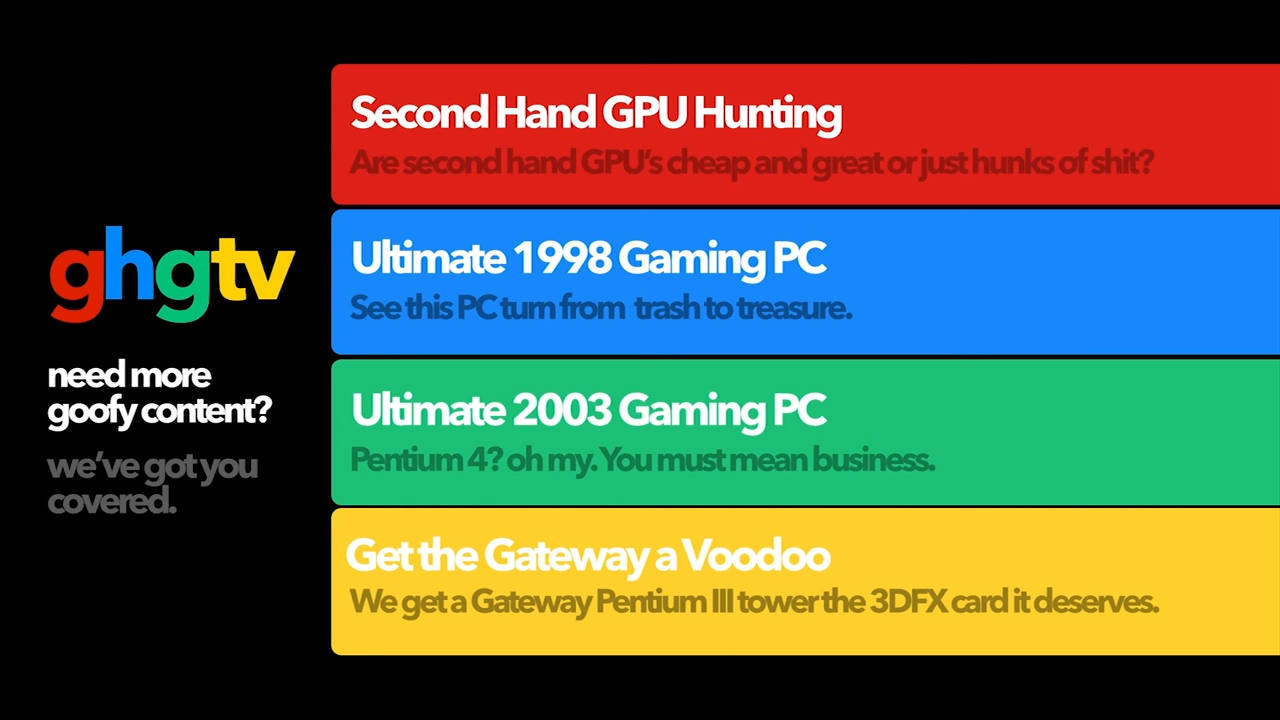 ghgtv
need more
goofy content?
we've got you
covered.
Second Hand GPU Hunting
Are second hand GPU's cheap and great or just hunks of shit?
Ultimate 1998 Gaming PC
See this PC turn from  trash to treasure.
Ultimate 2003 Gaming PC
Pentium 4? oh my. You must mean business.
Get the Gateway a Voodoo
We get a Gateway Pentium III tower the 3DFX card it deserves.